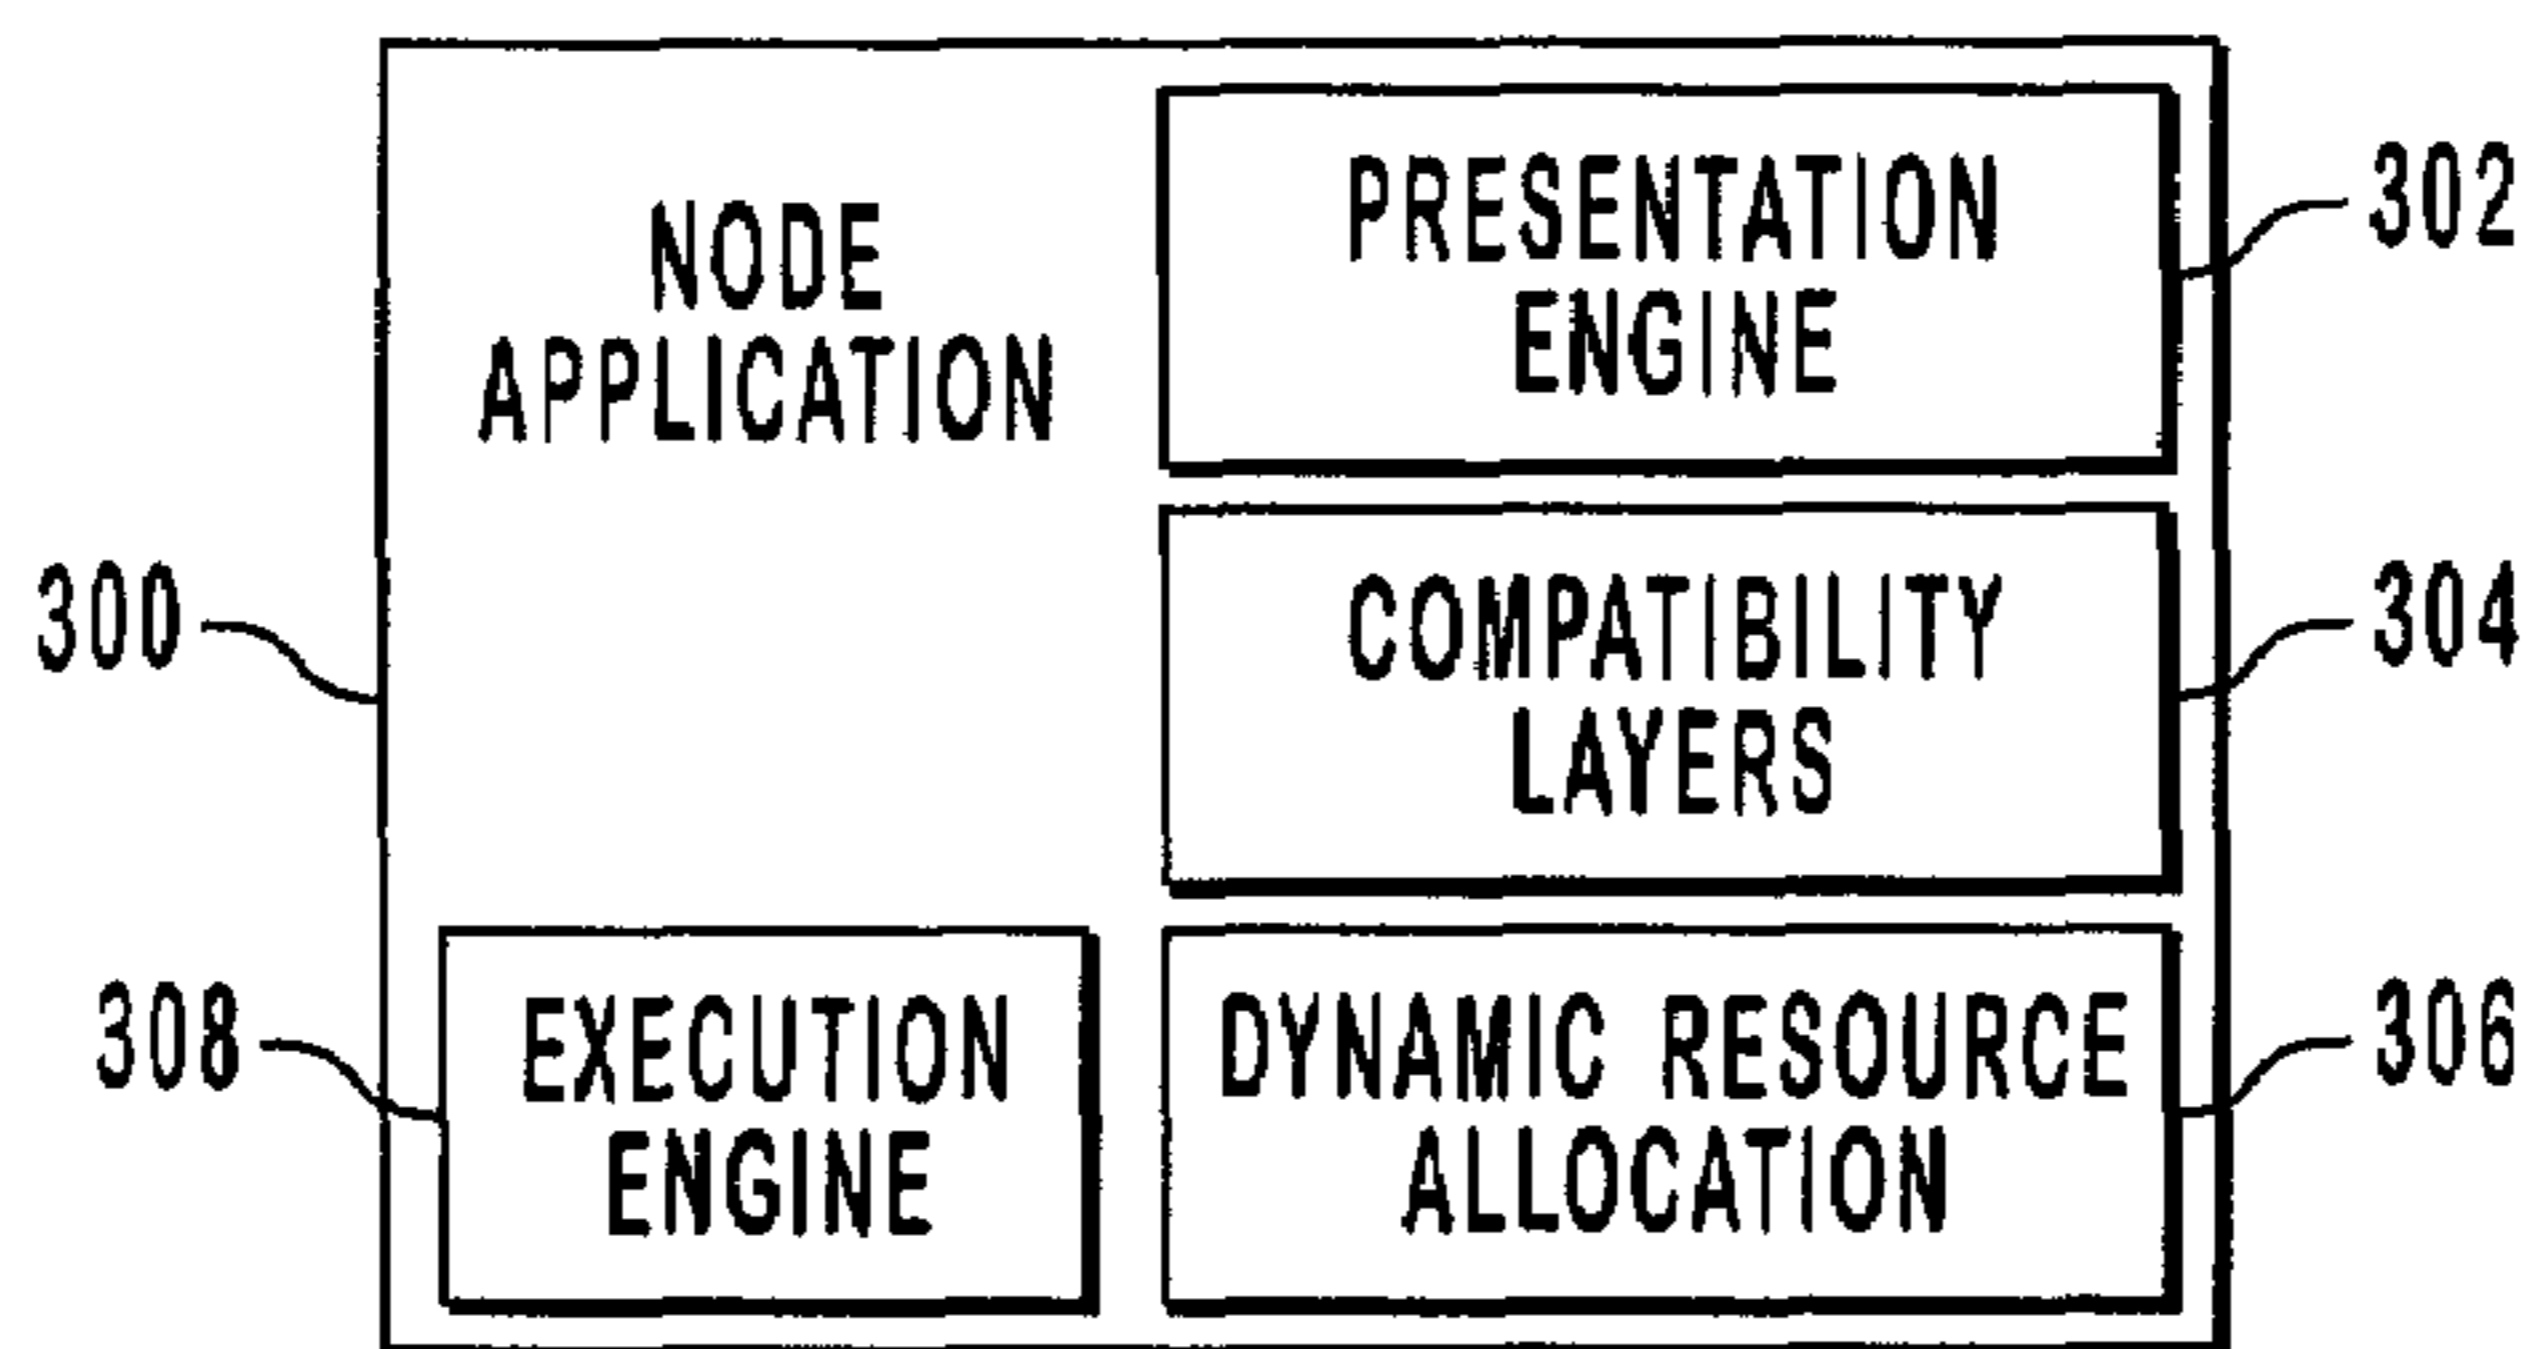 NODE
APPLICATION
300
PRESENTATION
ENGINE
302
COMPATIBILITY
LAYERS
304
308
EXECUTION
ENGINE
DYNAMIC RESOURCE
ALLOCATION
306